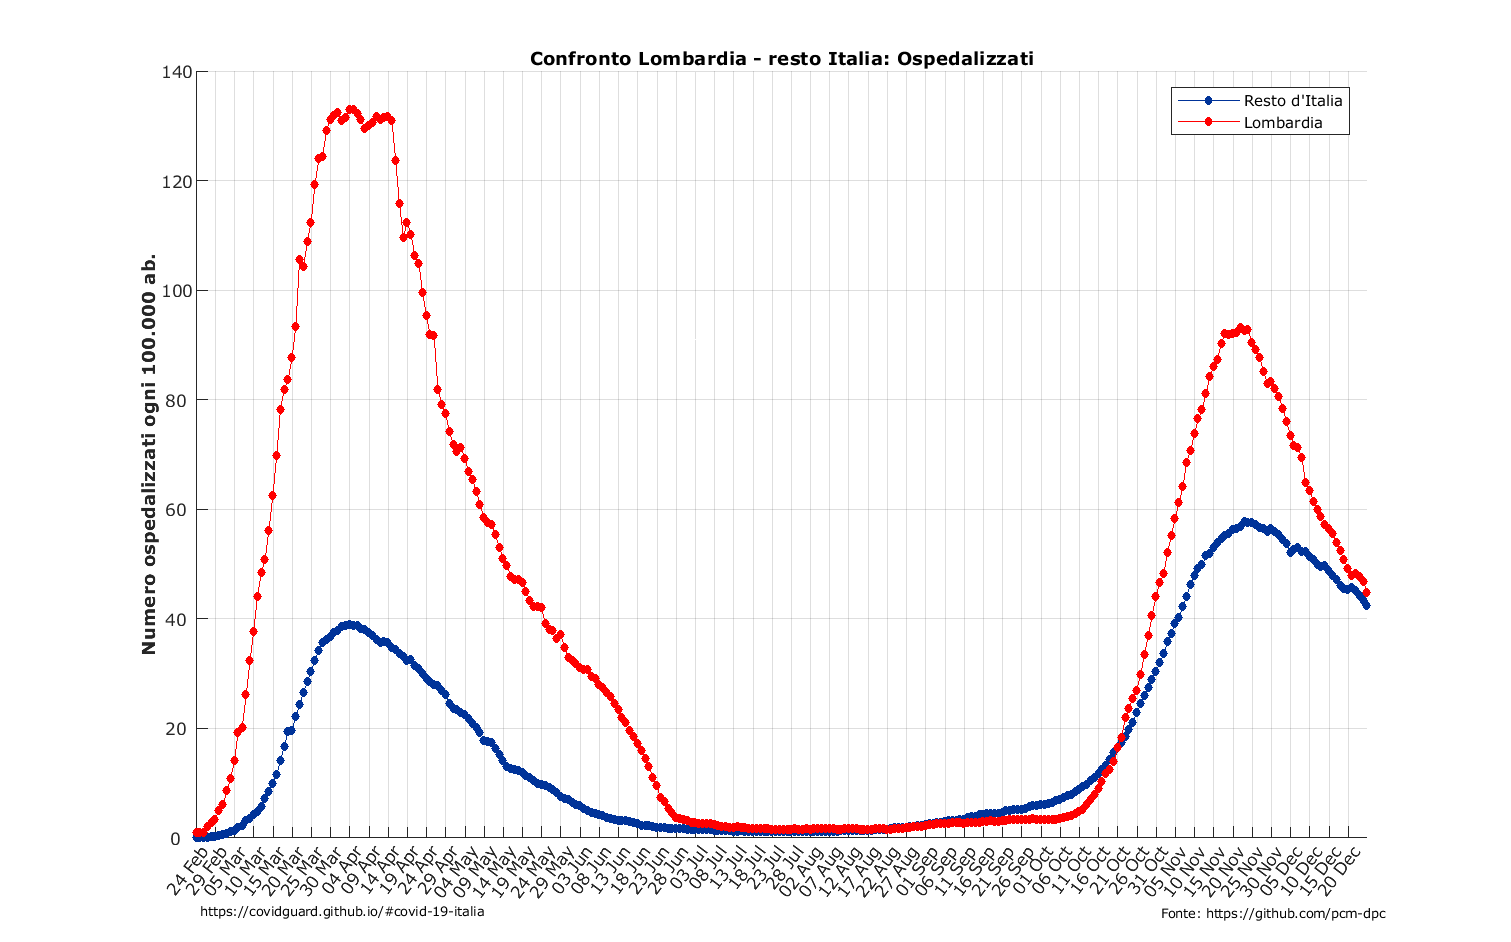 Confronto Lombardia - resto Italia: Ospedalizzati
Resto d'Italia
Lombardia
Numero ospedalizzati ogni 100.000 ab.
140
120
100
80
60
40
20
0
24 Feb
29 Feb
05 Mar
10 Mar
15 Mar
20 Mar
25 Mar
30 Mar
04 Apr
09 Apr
14 Apr
19 Apr
24 Apr
29 Apr
04 May
09 May
14 May
19 May
24 May
29 May
03 Jun
08 Jun
13 Jun
18 Jun
23 Jun
28 Jun
03 Jul
08 Jul
13 Jul
18 Jul
23 Jul
28 Jul
02 Aug
07 Aug
12 Aug
17 Aug
22 Aug
27 Aug
01 Sep
06 Sep
11 Sep
16 Sep
21 Sep
26 Sep
01 Oct
06 Oct
11 Oct
16 Oct
21 Oct
26 Oct
31 Oct
05 Nov
10 Nov
15 Nov
20 Nov
25 Nov
30 Nov
05 Dec
10 Dec
15 Dec
20 Dec
https://covidguard.github.io/#covid-19-italia
Fonte: https://github.com/pcm-dpc